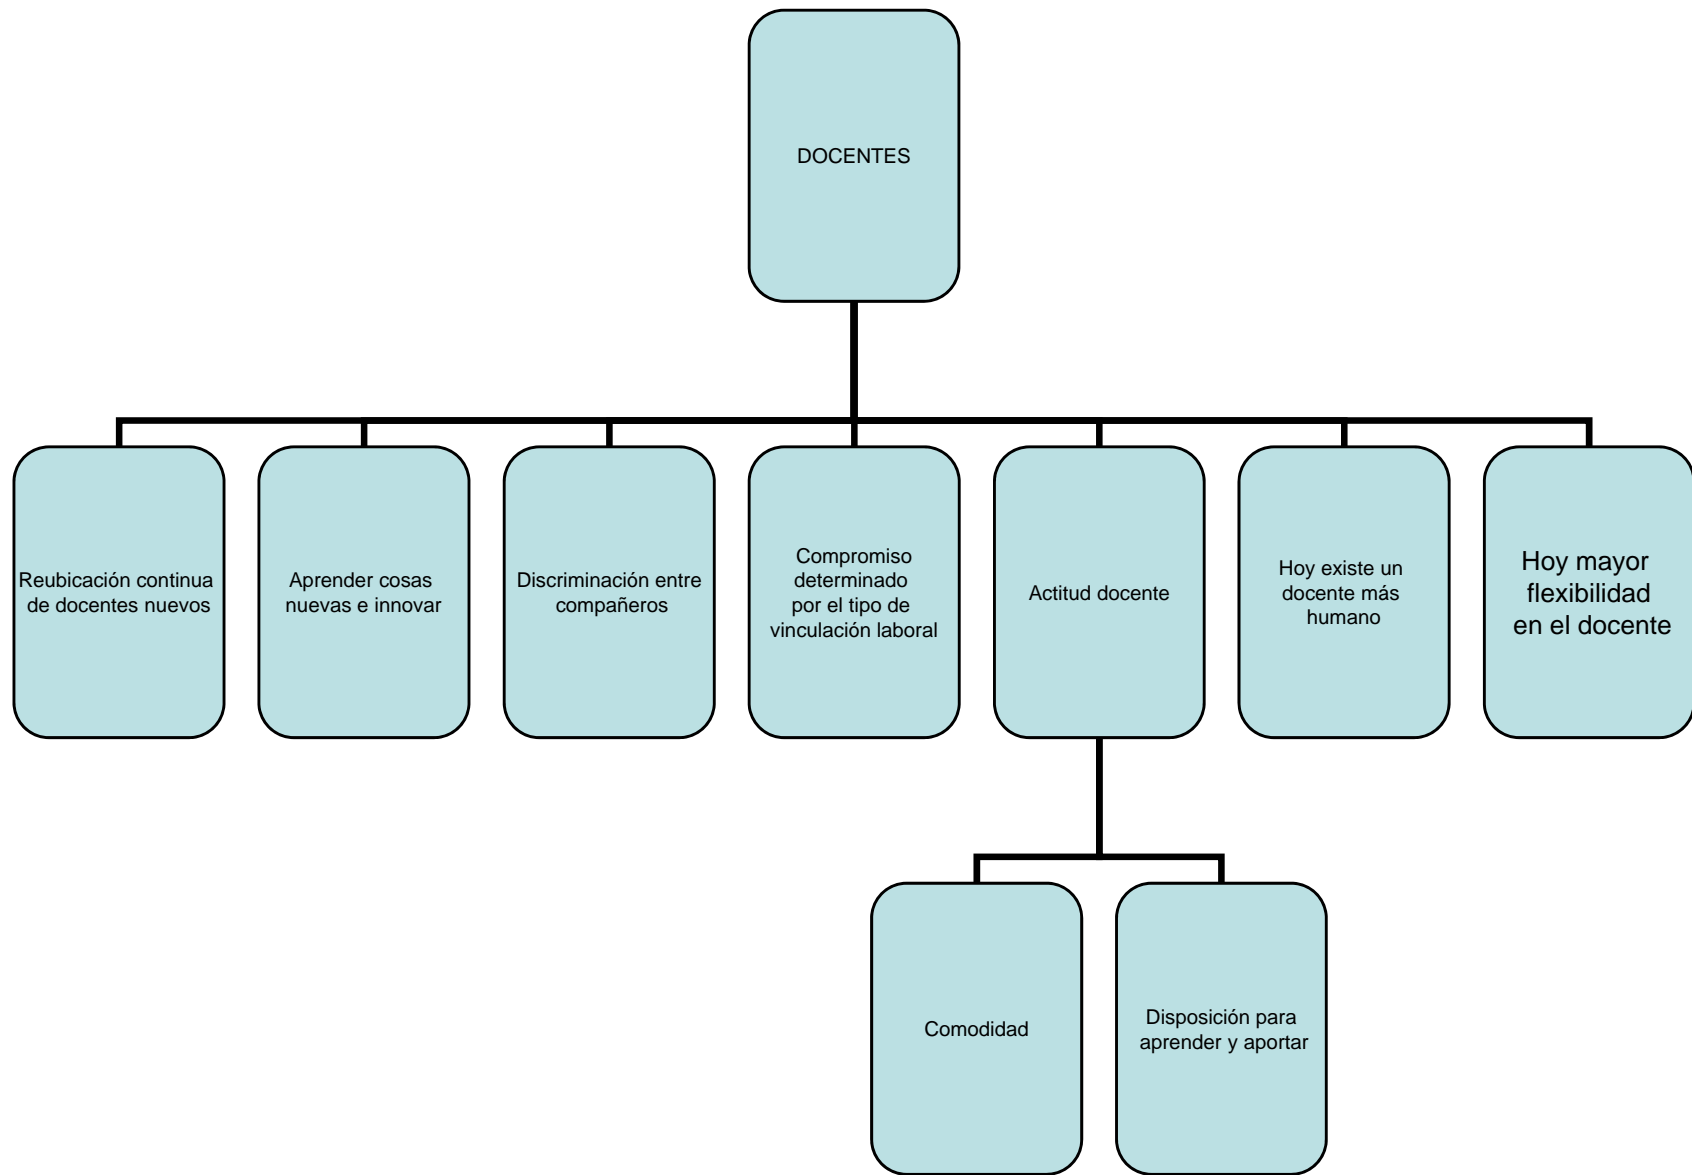 DOCENTES
Reubicación continua
de docentes nuevos
Aprender cosas
nuevas e innovar
Discriminación entre
compañeros
Compromiso
determinado
por el tipo de
vinculación laboral
Actitud docente
Hoy existe un
docente más
humano
Hoy mayor
flexibilidad
en el docente
Comodidad
Disposición para
aprender y aportar